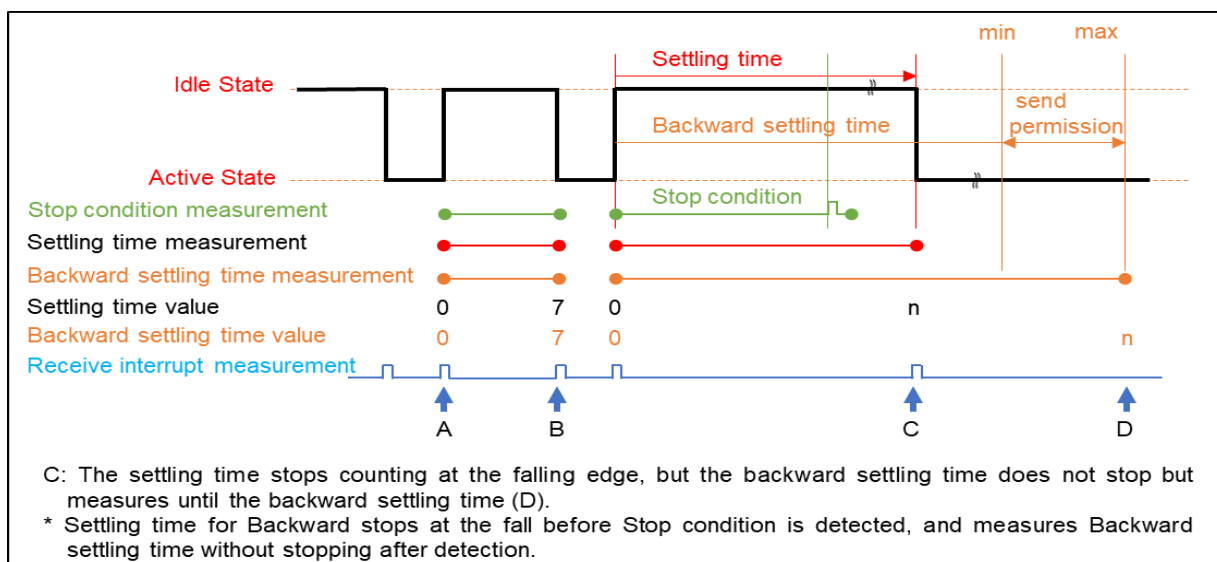 min max
Settling time
Idle State
send
Backward settling time permission
Active State
Stop condition
Stop condition measurement
Settling time measurement
Backward settling time measurement
Settling time value 0 7 0 n
Backward settling time value 0 7 0 n
Receive interrupt measurement
A B C D
C: The settling time stops counting at the falling edge, but the backward settling time does not stop but
measures until the backward settling time (D).
* Settling time for Backward stops at the fall before Stop condition is detected, and measures Backward
settling time without stopping after detection.